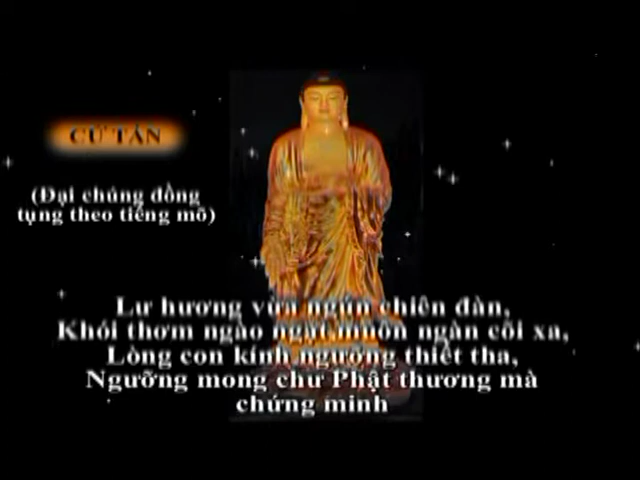 CỬ TÁN
(Đại chúng đồng
tụng theo tiếng mõ)
Lư hương vừa ngún chiên đàn,
Khói thơm ngào ngạt muôn ngàn cõi xa,
Lòng con kính ngưỡng thiết tha,
Ngưỡng mong chư Phật thương mà
chứng minh